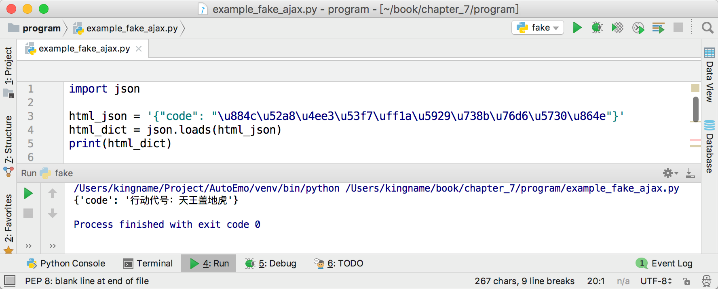 example_fake_ajax.py - program - [~/book/chapter_7/program]
program example_fake_ajax.py fake
example_fake_ajax.py
1: Project
7: Structure
2: Favorites
Data View
Database
1 import json
2
3 html_json = '{"code": "\u884c\u52a8\u4ee3\u53f7\uff1a\u5929\u738b\u76d6\u5730\u864e"}'
4 html_dict = json.loads(html_json)
5 print(html_dict)
6
Run fake
/Users/kingname/Project/AutoEmo/venv/bin/python /Users/kingname/book/chapter_7/program/example_fake_ajax.py
{'code': '行动代号：天王盖地虎'}
Process finished with exit code 0
Python Console Terminal 4: Run 5: Debug 6: TODO 1 Event Log
PEP 8: blank line at end of file 267 chars, 9 line breaks 20:1 n/a UTF-8